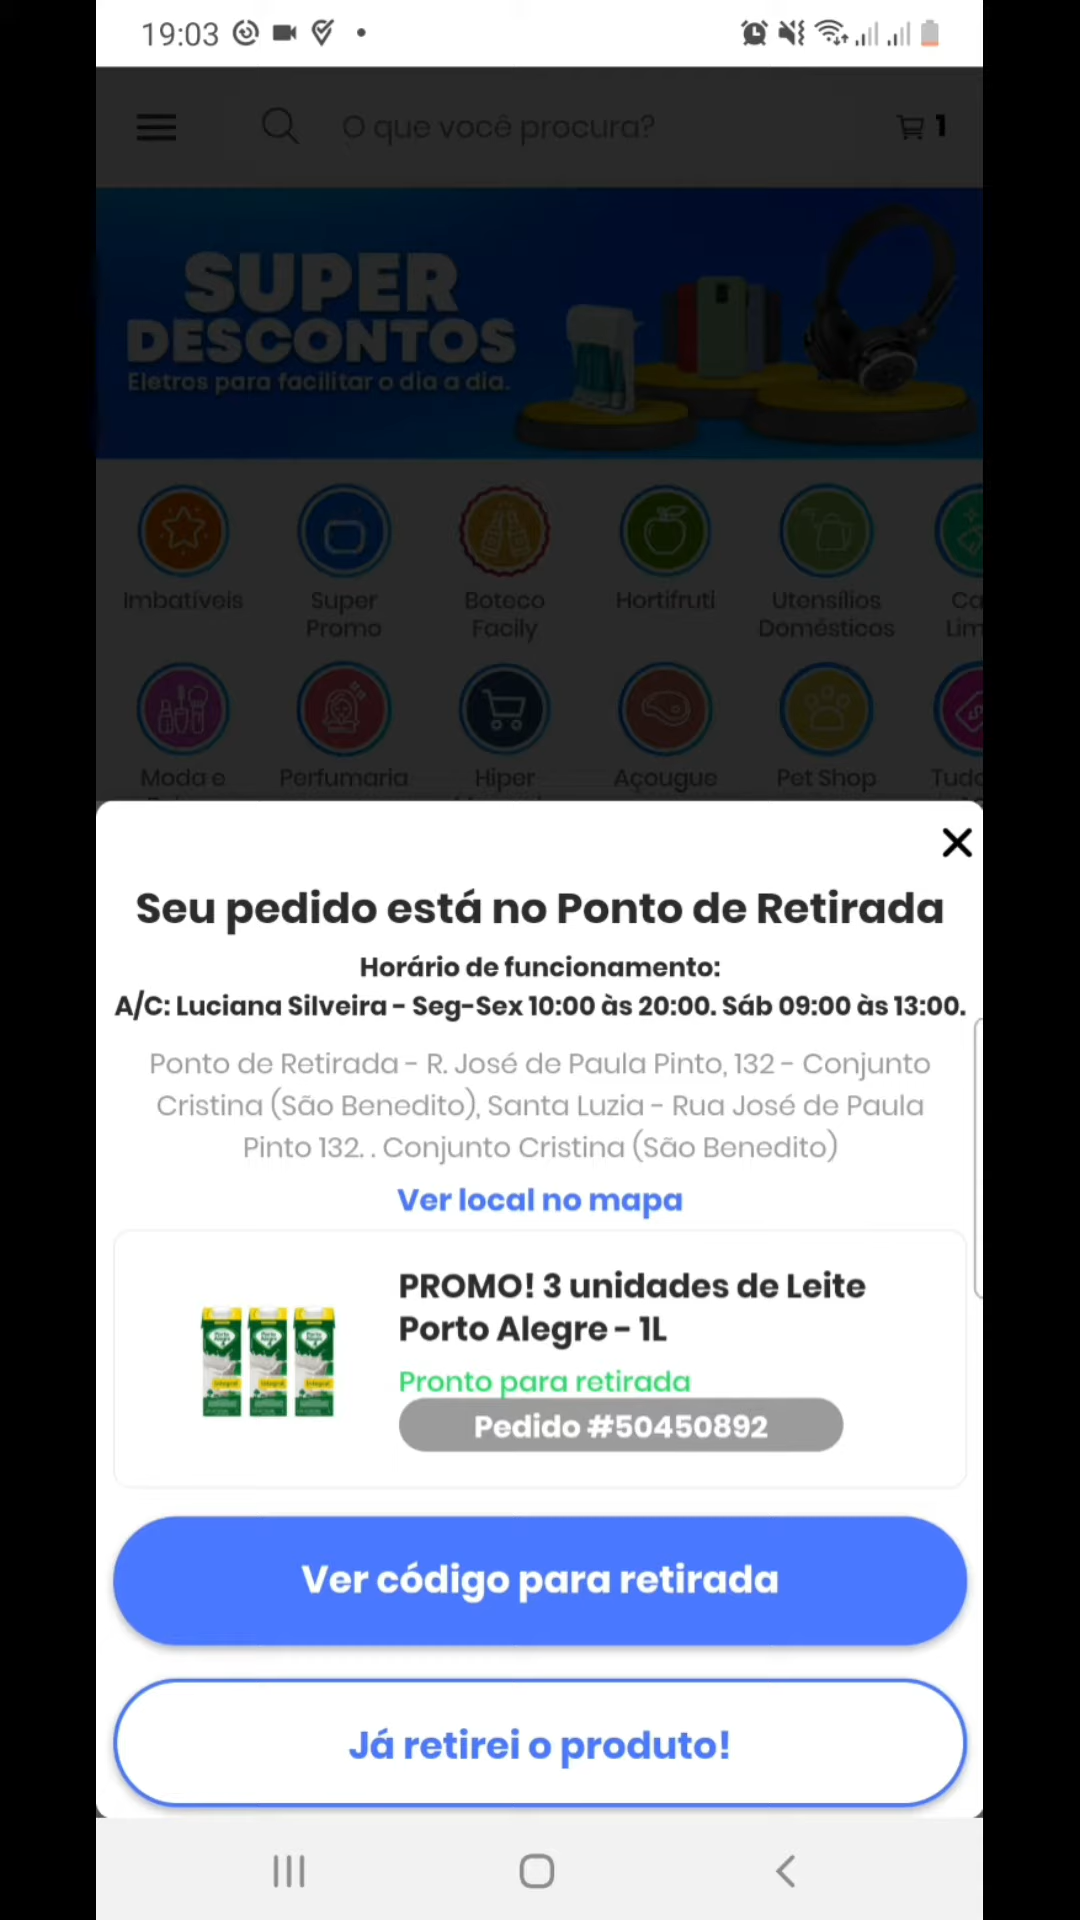 19:03
O que você procura?
1
SUPER
DESCONTOS
Eletros para facilitar o dia a dia.
Imbatíveis
Super
Promo
Boteco
Facily
Hortifruti
Utensílios
Domésticos
Ca
Lim
Moda e
Perfumaria
Hiper
Açougue
Pet Shop
Tudo
Seu pedido está no Ponto de Retirada
Horário de funcionamento:
A/C: Luciana Silveira - Seg-Sex 10:00 às 20:00. Sáb 09:00 às 13:00.
Ponto de Retirada - R. José de Paula Pinto, 132 - Conjunto
Cristina (São Benedito), Santa Luzia - Rua José de Paula
Pinto 132. . Conjunto Cristina (São Benedito)
Ver local no mapa
PROMO! 3 unidades de Leite
Porto Alegre - 1L
Pronto para retirada
Pedido #50450892
Ver código para retirada
Já retirei o produto!